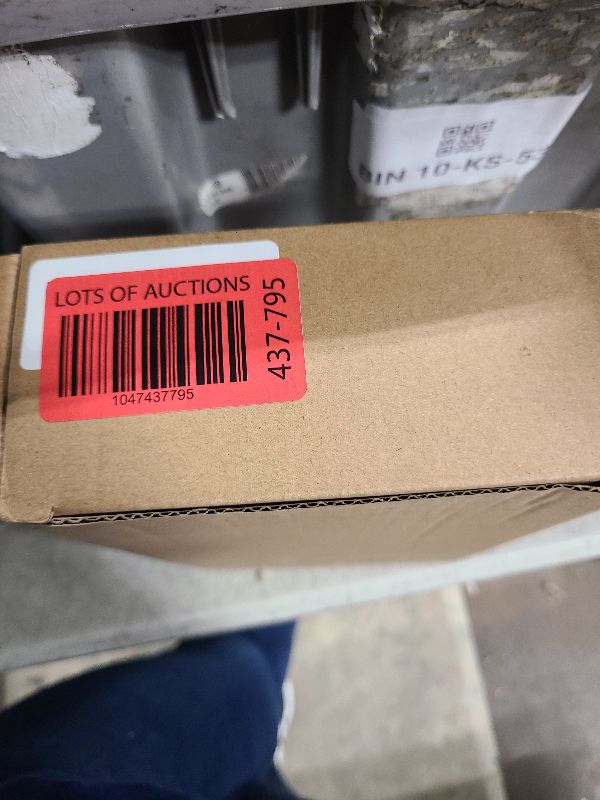 BIN 10-KS-5
LOTS OF AUCTIONS
1047437795
437-795